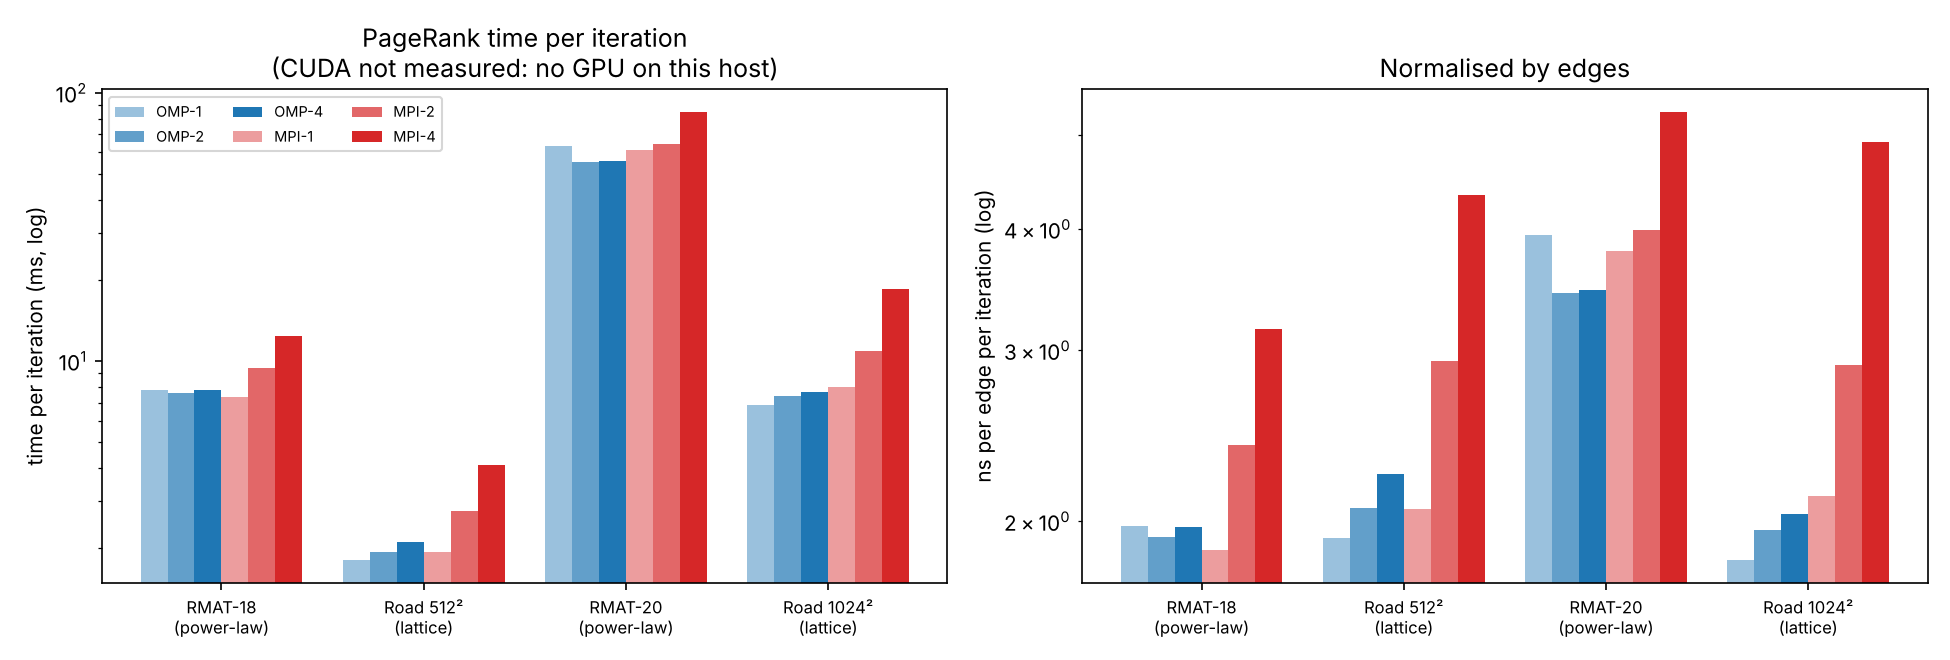 PageRank time per iteration
(CUDA not measured: no GPU on this host)
time per iteration (ms, log)
10²
10¹
OMP-1
OMP-2
OMP-4
MPI-1
MPI-2
MPI-4
RMAT-18
(power-law)
Road 512²
(lattice)
RMAT-20
(power-law)
Road 1024²
(lattice)
Normalised by edges
ns per edge per iteration (log)
4 × 10⁰
3 × 10⁰
2 × 10⁰
RMAT-18
(power-law)
Road 512²
(lattice)
RMAT-20
(power-law)
Road 1024²
(lattice)